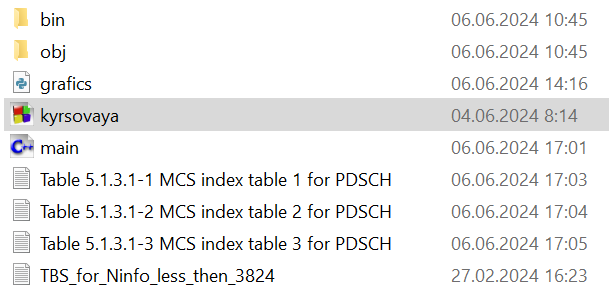 bin 06.06.2024 10:45
obj 06.06.2024 10:45
grafics 06.06.2024 14:16
kyrsovaya 04.06.2024 8:14
C++ main 06.06.2024 17:01
Table 5.1.3.1-1 MCS index table 1 for PDSCH 06.06.2024 17:03
Table 5.1.3.1-2 MCS index table 2 for PDSCH 06.06.2024 17:04
Table 5.1.3.1-3 MCS index table 3 for PDSCH 06.06.2024 17:05
TBS_for_Ninfo_less_then_3824 27.02.2024 16:23